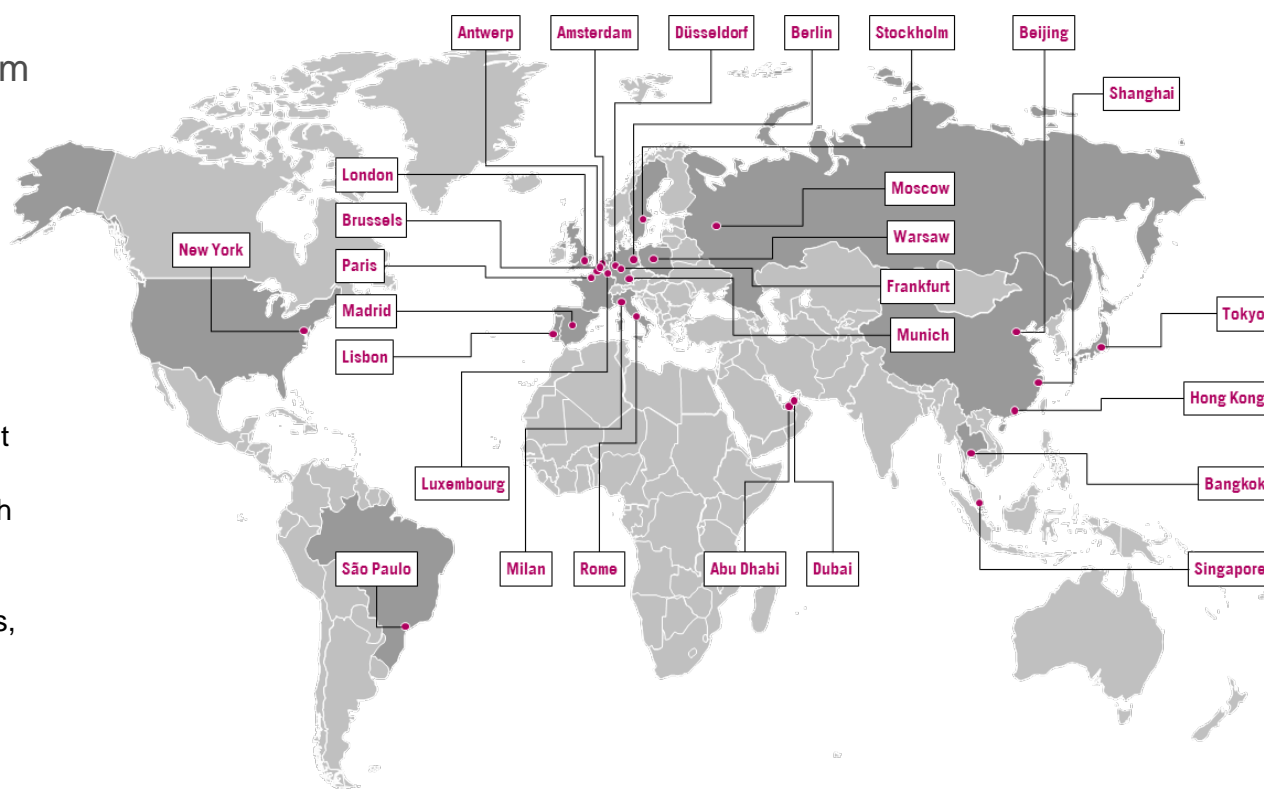 Antwerp
Amsterdam
Düsseldorf
Berlin
Stockholm
Beijing
m
Shanghai
London
Moscow
Brussels
Warsaw
New York
Paris
Frankfurt
Madrid
Tokyo
Munich
Lisbon
Hong Kong
t
Luxembourg
Bangkok
h
São Paulo
Milan
Rome
Abu Dhabi
Dubai
Singapore
s,